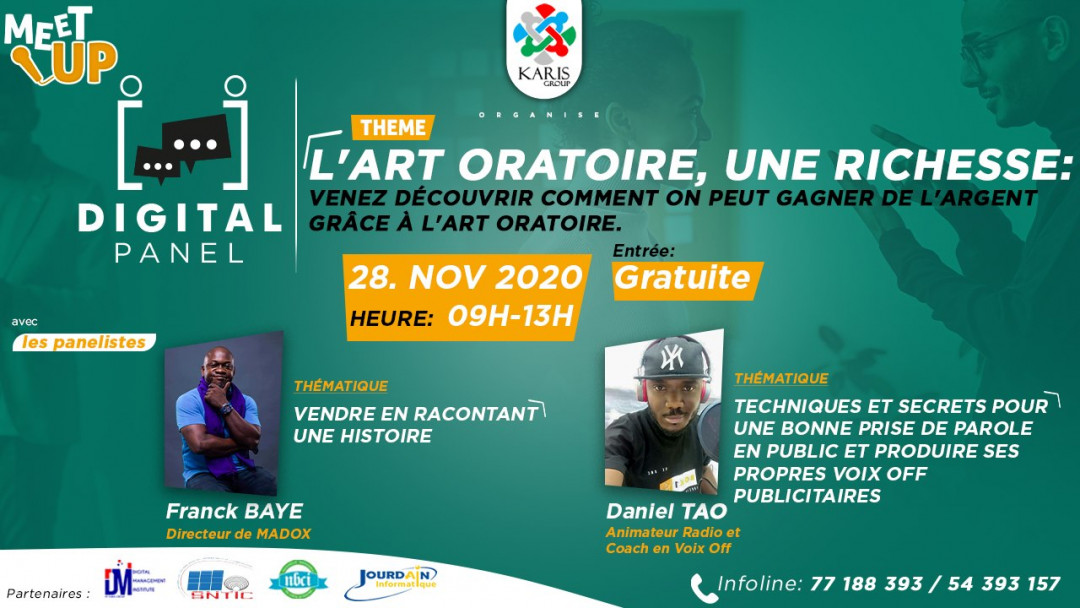 MEET
UP
KARIS
GROUP
ORGANISE
DIGITAL
PANEL
THEME
L'ART ORATOIRE, UNE RICHESSE:
VENEZ DÉCOUVRIR COMMENT ON PEUT GAGNER DE L'ARGENT
GRÂCE À L'ART ORATOIRE.
28. NOV 2020
HEURE: 09H-13H
Entrée:
Gratuite
avec
les panelistes
THÉMATIQUE
VENDRE EN RACONTANT
UNE HISTOIRE
Franck BAYE
Directeur de MADOX
THÉMATIQUE
TECHNIQUES ET SECRETS POUR
UNE BONNE PRISE DE PAROLE
EN PUBLIC ET PRODUIRE SES
PROPRES VOIX OFF
PUBLICITAIRES
Daniel TAO
Animateur Radio et
Coach en Voix Off
Partenaires :
DMI
DIGITAL
MANAGEMENT
INSTITUTE
SNTIC
nbci
JOURDAIN
Informatique
Infoline: 77 188 393 / 54 393 157